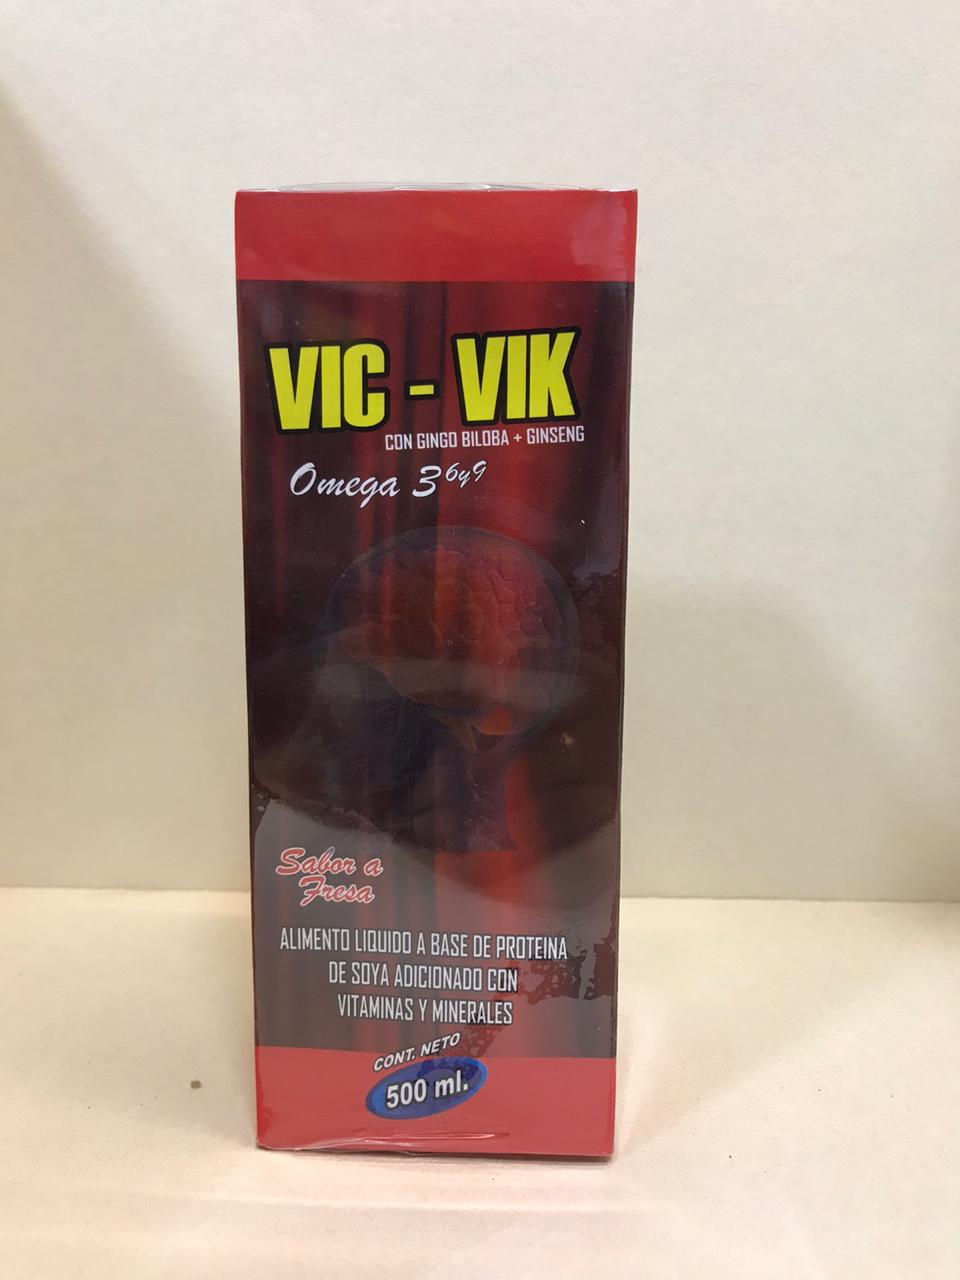 VIC - VIK
CON GINGO BILOBA + GINSENG
Omega 3 6y9
Sabor a
Fresa
ALIMENTO LIQUIDO A BASE DE PROTEINA
DE SOYA ADICIONADO CON
VITAMINAS Y MINERALES
CONT. NETO
500 ml.